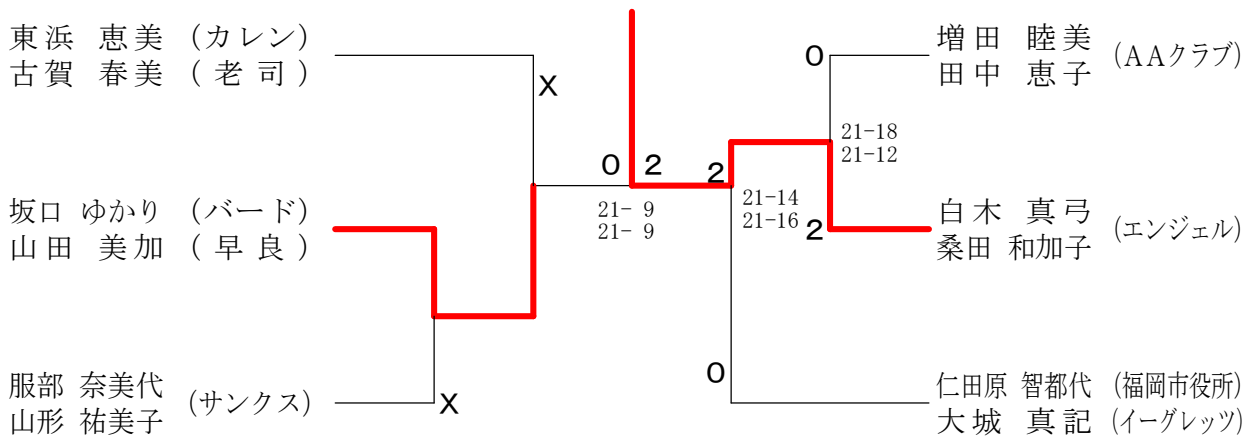 東浜 恵美 (カレン)
古賀 春美 (老司)
X
坂口 ゆかり (バード)
山田 美加 (早良)
服部 奈美代
山形 祐美子
(サンクス)
X
0 2
21- 9
21- 9
2
21-14
21-16
0
0
21-18
21-12
2
増田 睦美
田中 恵子
(AAクラブ)
白木 真弓
桑田 和加子
(エンジェル)
仁田原 智都代 (福岡市役所)
大城 真記 (イーグレッツ)